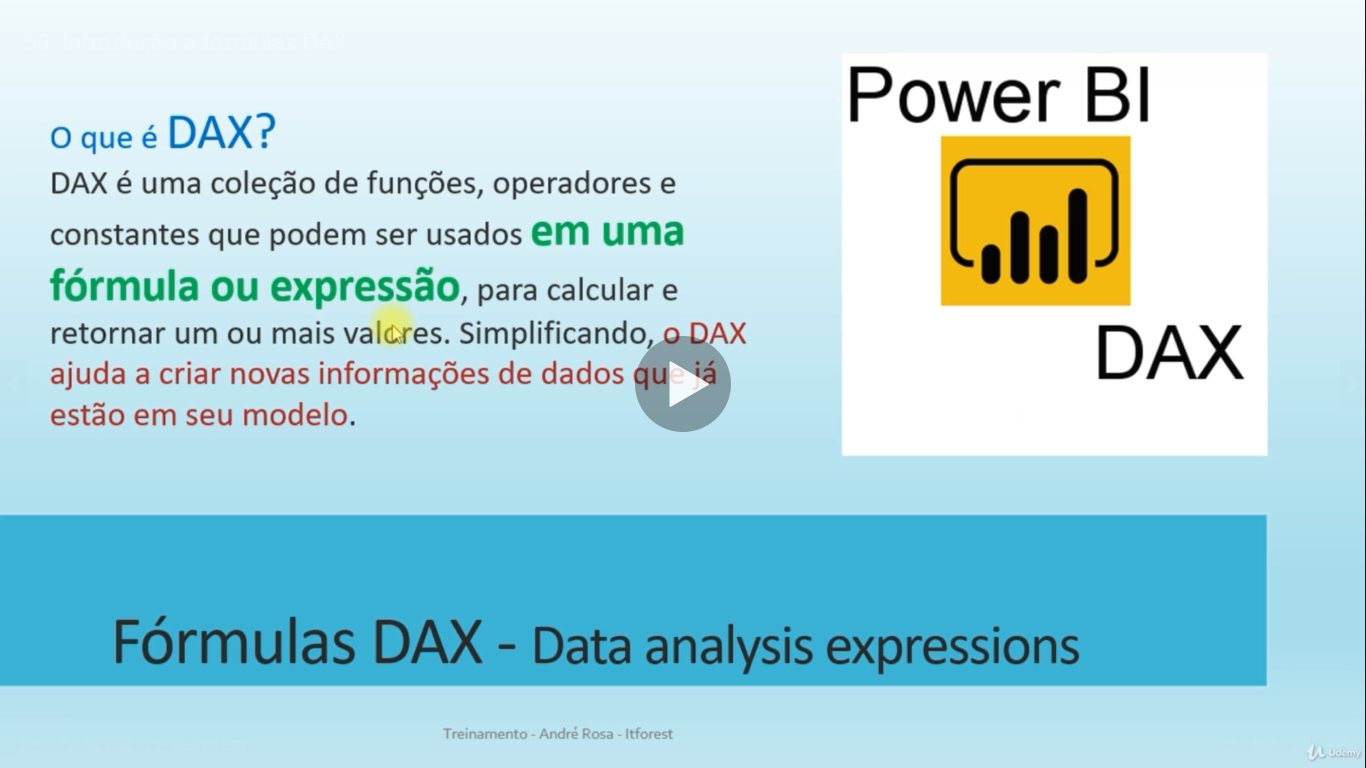 O que é DAX?
DAX é uma coleção de funções, operadores e
constantes que podem ser usados em uma
fórmula ou expressão, para calcular e
retornar um ou mais valores. Simplificando, o DAX
ajuda a criar novas informações de dados que já
estão em seu modelo.
Power BI
DAX
Fórmulas DAX - Data analysis expressions
Treinamento - André Rosa - Itforest
Udemy